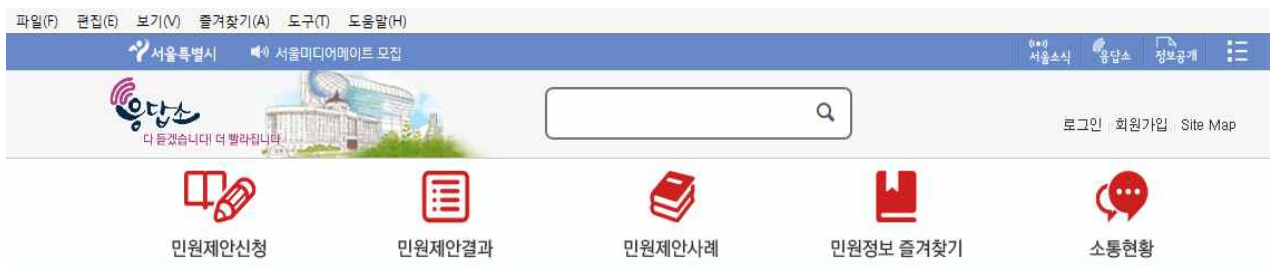 파일(F) 편집(E) 보기(V) 즐겨찾기(A) 도구(T) 도움말(H)
서울특별시 서울미디어메이트 모집 서울소식 응답소 정보공개
응답소
다 듣겠습니다! 더 빨라집니다
로그인 회원가입 Site Map
민원제안신청 민원제안결과 민원제안사례 민원정보 즐겨찾기 소통현황